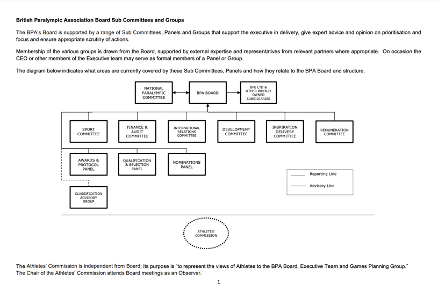 British Paralympic Association Board Sub Committees and Groups
The BPA's Board is supported by a range of Sub Committees, Panels and Groups that support the executive in delivery, give expert advice and opinion on prioritisation and
focus and ensure appropriate scrutiny of actions.
Membership of the various groups is drawn from the Board, supported by external expertise and representatives from relevant partners where appropriate. On occasion the
CEO or other members of the Executive team may serve as formal members of a Panel or Group.
The diagram below indicates what areas are currently covered by these Sub Committees, Panels and how they relate to the BPA Board and structure.
NATIONAL
PARALYMPIC
COMMITTEE
BPA BOARD
OTHER WHOLLY
OWNED
SUBSIDIARIES
SPORT
COMMITTEE
FINANCE &
AUDIT
COMMITTEE
INTERNATIONAL
RELATIONS
COMMITTEE
DEVELOPMENT
COMMITTEE
INSPIRATION
DELIVERY
COMMITTEE
REMUNERATION
COMMITTEE
AWARDS &
PROTOCOL
PANEL
QUALIFICATION
& SELECTION
PANEL
NOMINATIONS
PANEL
Reporting Line
Advisory Line
CLASSIFICATION
ADVISORY
GROUP
ATHLETES'
COMMISSION
The Athletes' Commission is independent from Board; its purpose is "to represent the views of Athletes to the BPA Board, Executive Team and Games Planning Group."
The Chair of the Athletes' Commission attends Board meetings as an Observer.
1